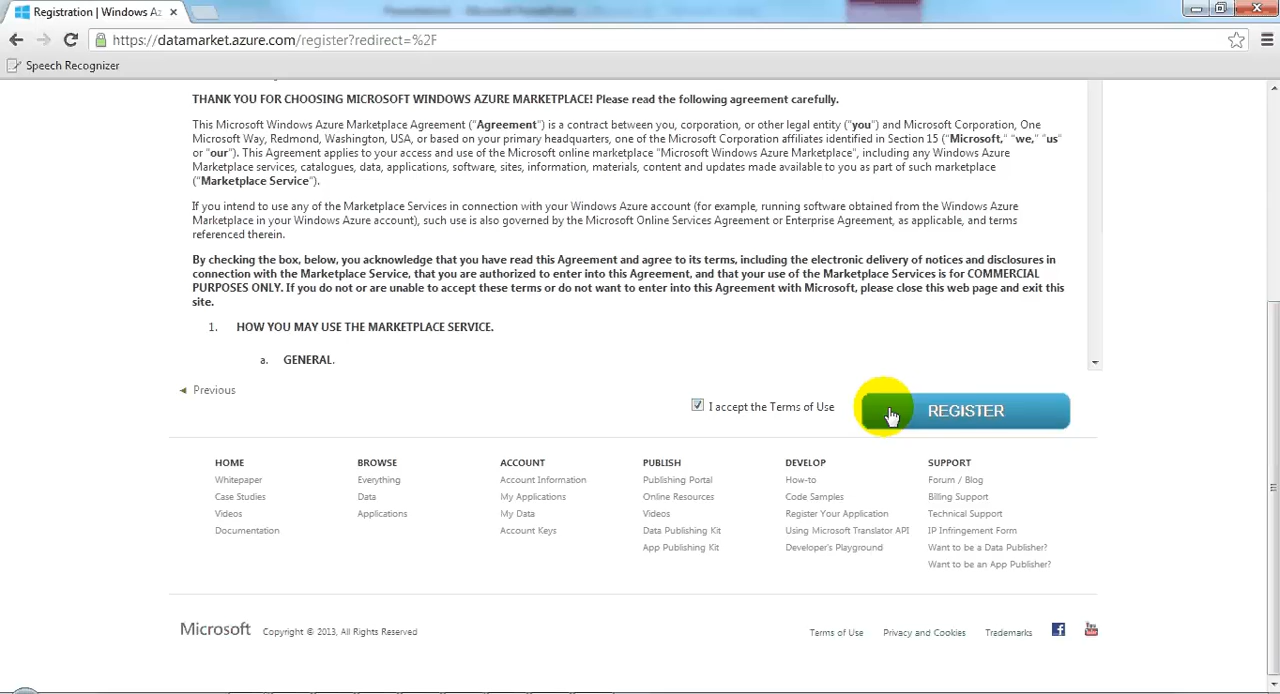 Registration | Windows Az
https://datamarket.azure.com/register?redirect=%2F
Speech Recognizer
THANK YOU FOR CHOOSING MICROSOFT WINDOWS AZURE MARKETPLACE! Please read the following agreement carefully.
This Microsoft Windows Azure Marketplace Agreement (“Agreement”) is a contract between you, corporation, or other legal entity (“you”) and Microsoft Corporation, One
Microsoft Way, Redmond, Washington, USA, or based on your primary headquarters, one of the Microsoft Corporation affiliates identified in Section 15 (“Microsoft,” “we,” “us”
or “our”). This Agreement applies to your access and use of the Microsoft online marketplace “Microsoft Windows Azure Marketplace”, including any Windows Azure
Marketplace services, catalogues, data, applications, software, sites, information, materials, content and updates made available to you as part of such marketplace
(“Marketplace Service”).
If you intend to use any of the Marketplace Services in connection with your Windows Azure account (for example, running software obtained from the Windows Azure
Marketplace in your Windows Azure account), such use is also governed by the Microsoft Online Services Agreement or Enterprise Agreement, as applicable, and terms
referenced therein.
By checking the box, below, you acknowledge that you have read this Agreement and agree to its terms, including the electronic delivery of notices and disclosures in
connection with the Marketplace Service, that you are authorized to enter into this Agreement, and that your use of the Marketplace Services is for COMMERCIAL
PURPOSES ONLY. If you do not or are unable to accept these terms or do not want to enter into this Agreement with Microsoft, please close this web page and exit this
site.
1. HOW YOU MAY USE THE MARKETPLACE SERVICE.
a. GENERAL.
Previous
I accept the Terms of Use
REGISTER
HOME BROWSE ACCOUNT PUBLISH DEVELOP SUPPORT
Whitepaper Everything Account Information Publishing Portal How-to Forum / Blog
Case Studies Data My Applications Online Resources Code Samples Billing Support
Videos Applications My Data Videos Register Your Application Technical Support
Documentation Account Keys Data Publishing Kit Using Microsoft Translator API IP Infringement Form
App Publishing Kit Developer's Playground Want to be a Data Publisher?
Want to be an App Publisher?
Microsoft Copyright © 2013, All Rights Reserved Terms of Use Privacy and Cookies Trademarks
You Tube